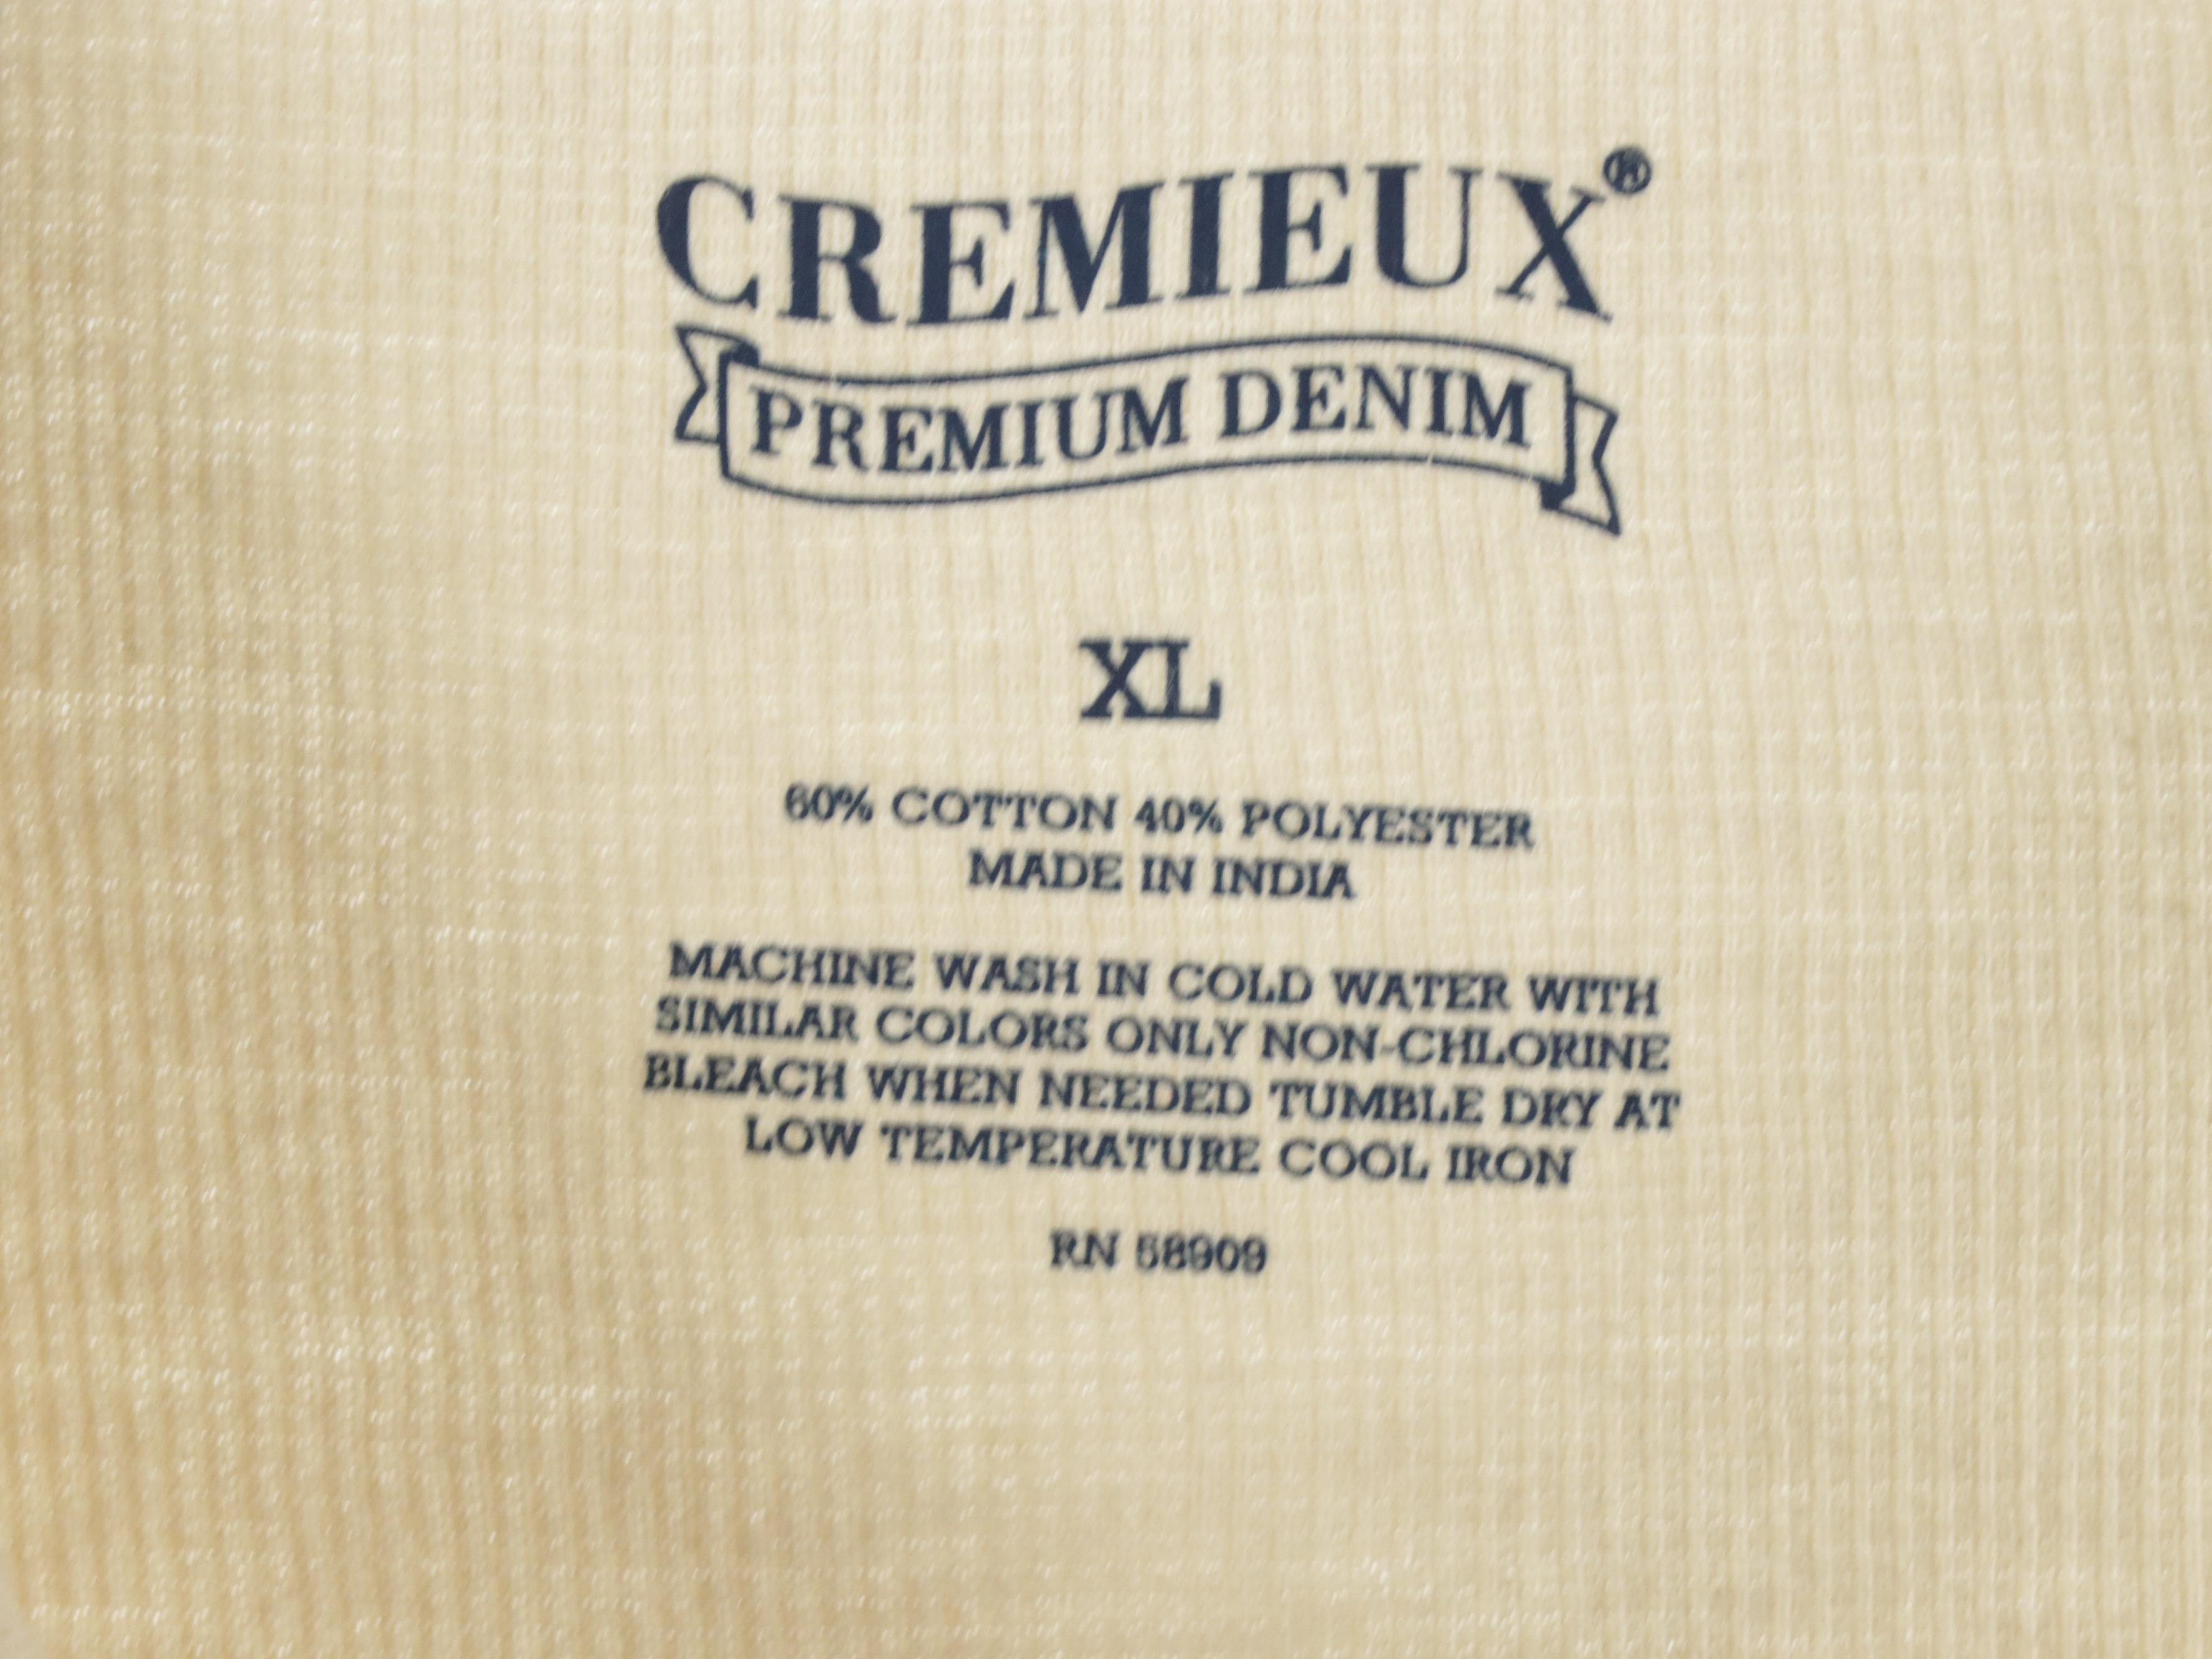 CREMIEUX®
PREMIUM DENIM
XL
60% COTTON 40% POLYESTER
MADE IN INDIA
MACHINE WASH IN COLD WATER WITH
SIMILAR COLORS ONLY NON-CHLORINE
BLEACH WHEN NEEDED TUMBLE DRY AT
LOW TEMPERATURE COOL IRON
RN 58909